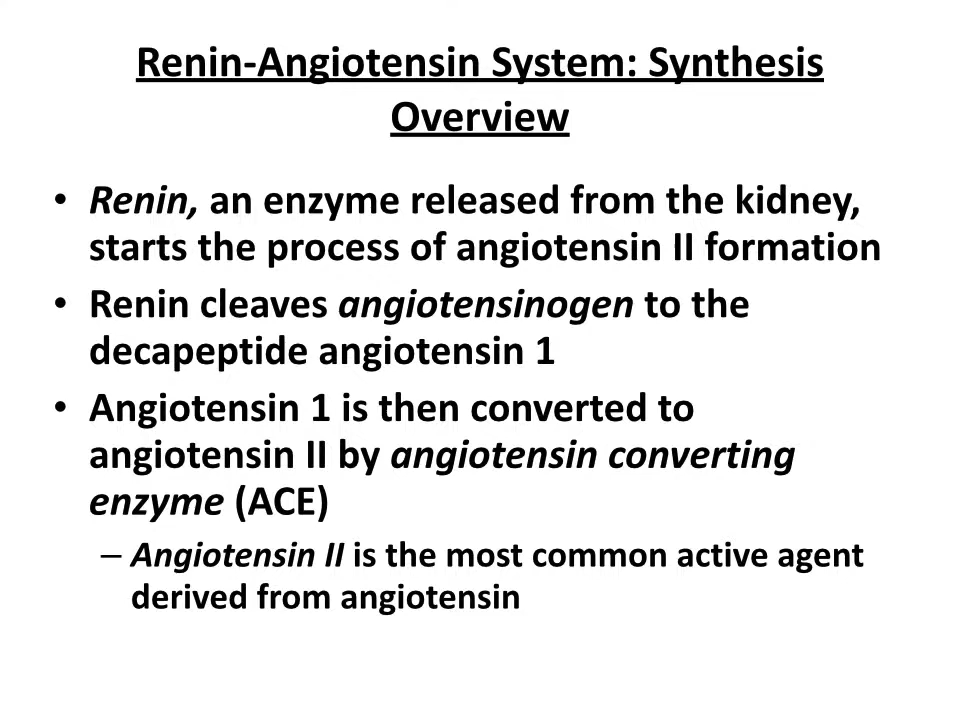 Renin-Angiotensin System: Synthesis
Overview
• Renin, an enzyme released from the kidney,
starts the process of angiotensin II formation
• Renin cleaves angiotensinogen to the
decapeptide angiotensin 1
• Angiotensin 1 is then converted to
angiotensin II by angiotensin converting
enzyme (ACE)
– Angiotensin II is the most common active agent
derived from angiotensin